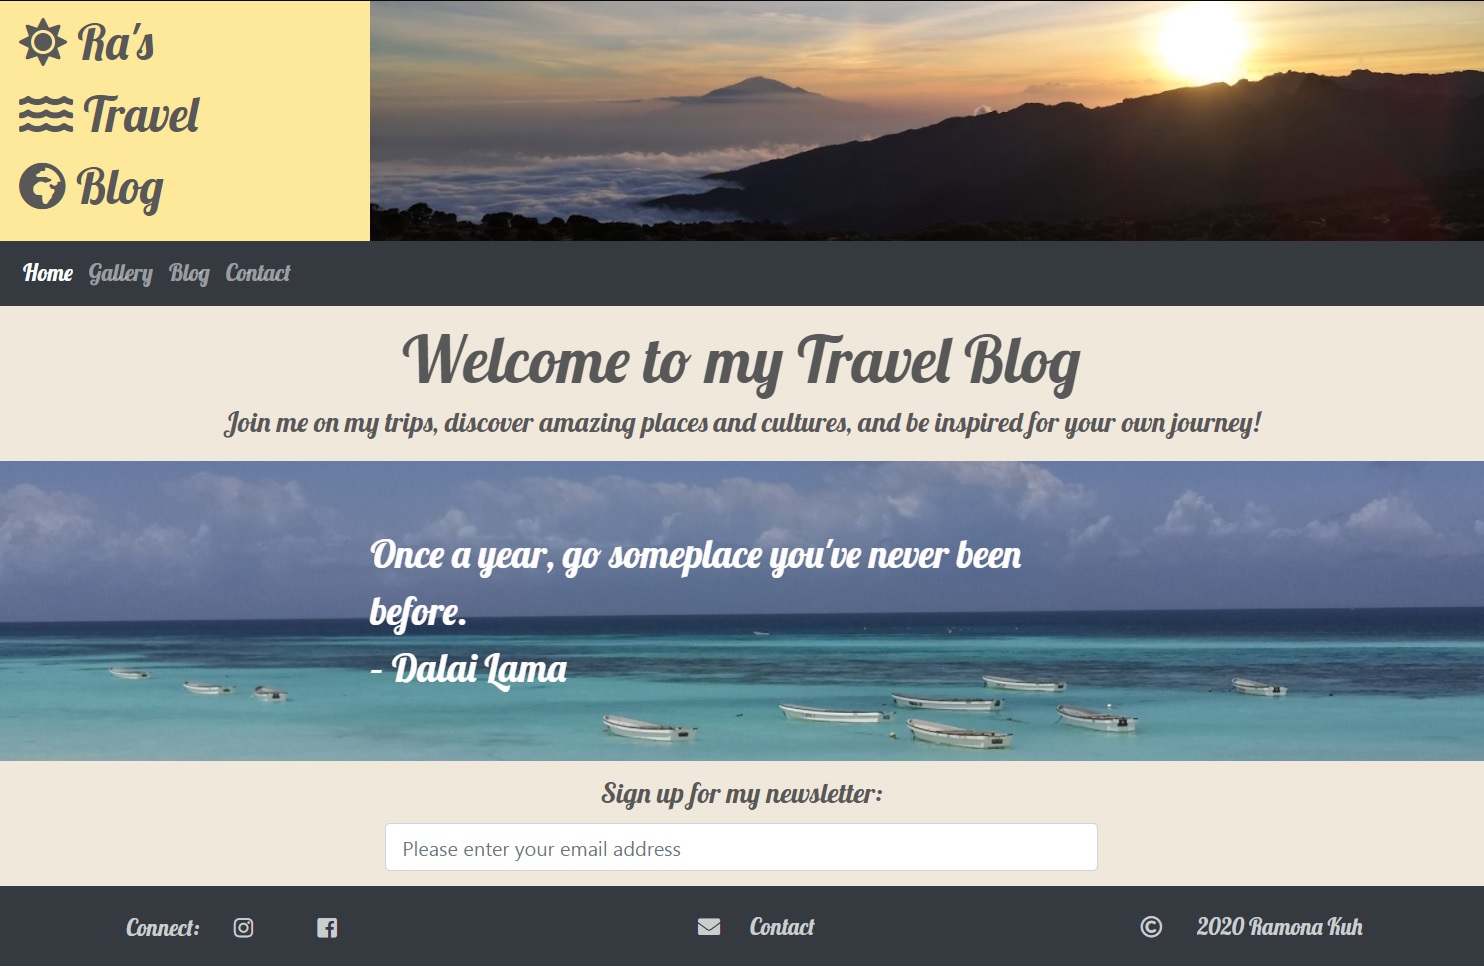 Ra's
Travel
Blog
Home Gallery Blog Contact
Welcome to my Travel Blog
Join me on my trips, discover amazing places and cultures, and be inspired for your own journey!
Once a year, go someplace you've never been
before.
- Dalai Lama
Sign up for my newsletter:
Please enter your email address
Connect: Contact © 2020 Ramona Kuh